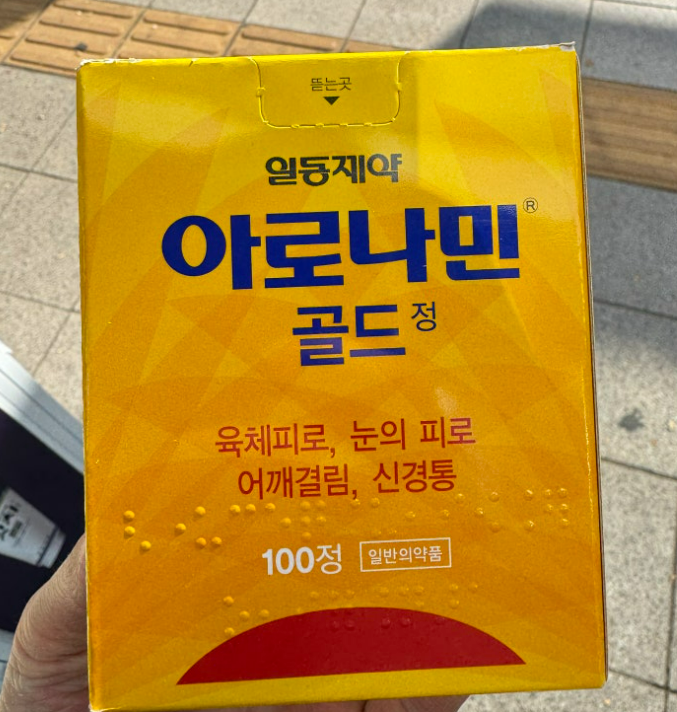 뜯는곳
일동제약
아로나민®
골드정
육체피로, 눈의 피로
어깨결림, 신경통
100정 일반의약품